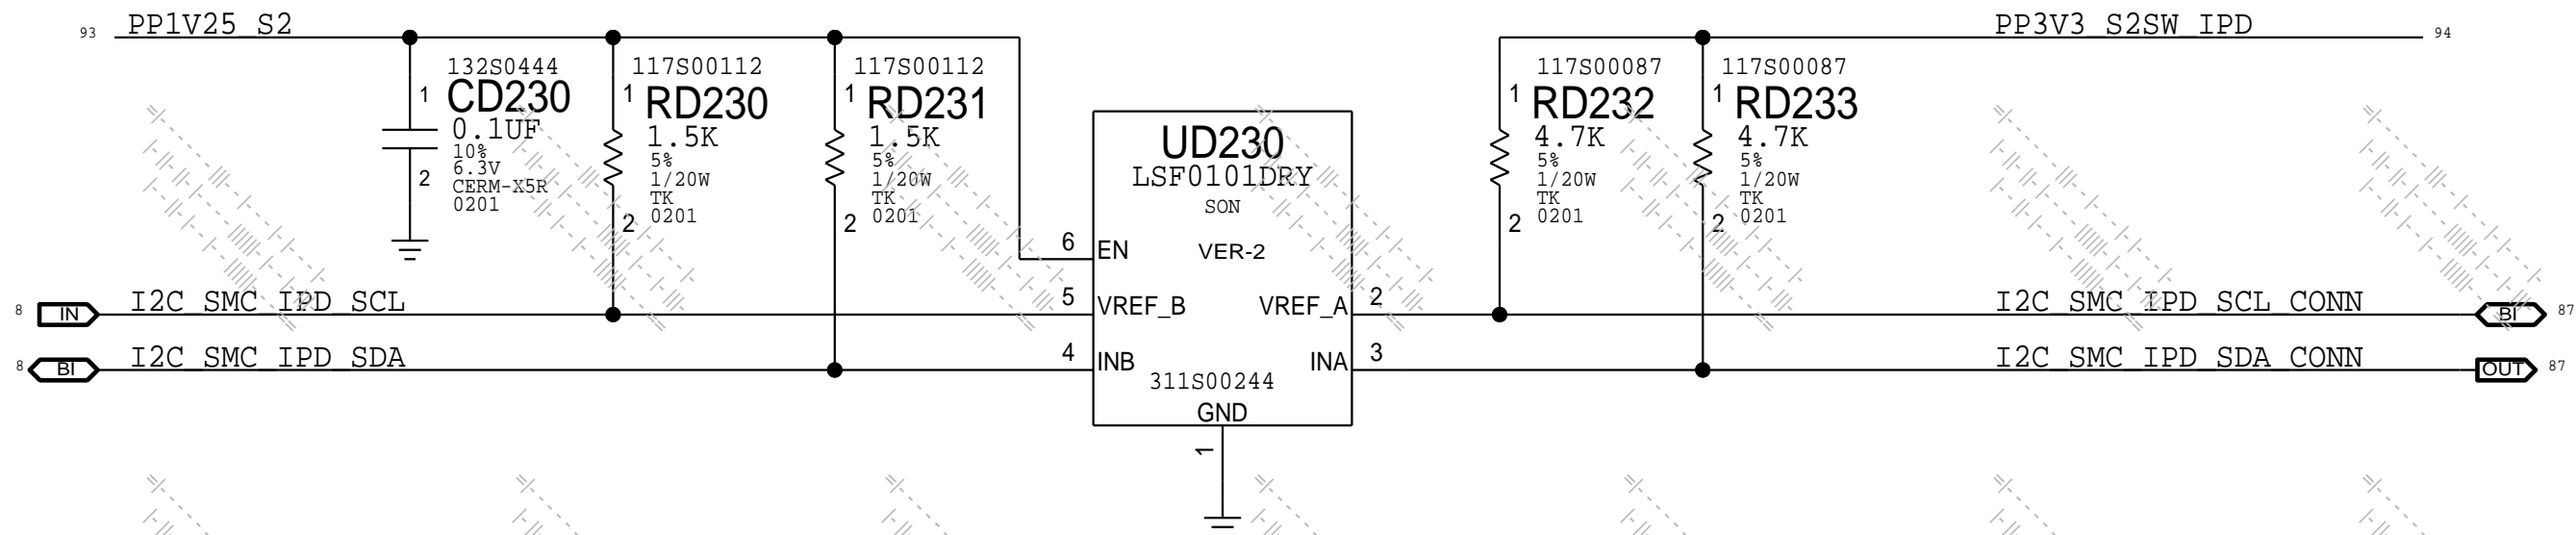 93 PP1V25_S2
PP3V3_S2SW_IPD 94
132S0444
1 CD230
0.1UF
10%
6.3V
2 CERM-X5R
0201
117S00112
1 RD230
1.5K
5%
1/20W
TK
0201
2
117S00112
1 RD231
1.5K
5%
1/20W
TK
0201
2
UD230
LSF0101DRY
SON
VER-2
6 EN
5 VREF_B
4 INB
VREF_A 2
INA 3
311S00244
GND
1
117S00087
1 RD232
4.7K
5%
1/20W
TK
0201
2
117S00087
1 RD233
4.7K
5%
1/20W
TK
0201
2
8 IN I2C_SMC_IPD_SCL
8 BI I2C_SMC_IPD_SDA
I2C_SMC_IPD_SCL_CONN BI 87
I2C_SMC_IPD_SDA_CONN OUT 87